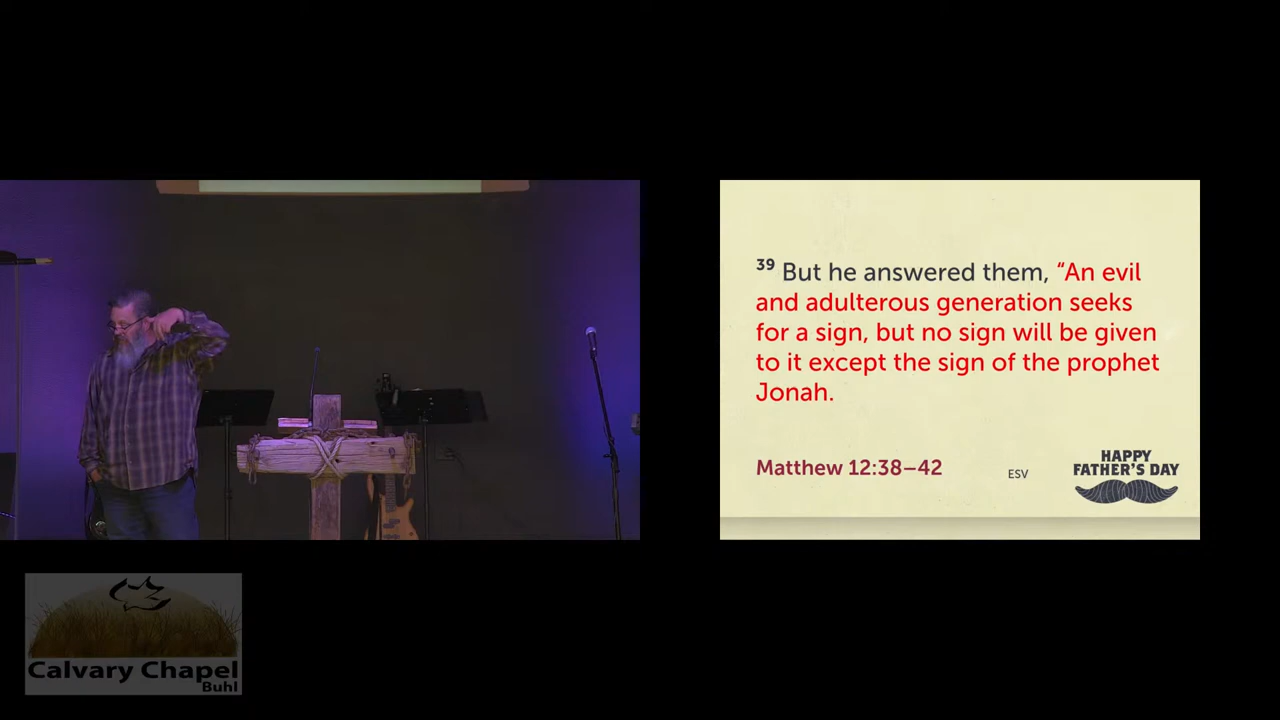 39 But he answered them, “An evil
and adulterous generation seeks
for a sign, but no sign will be given
to it except the sign of the prophet
Jonah.
Matthew 12:38–42
ESV
HAPPY
FATHER'S DAY
Calvary Chapel
Buhl